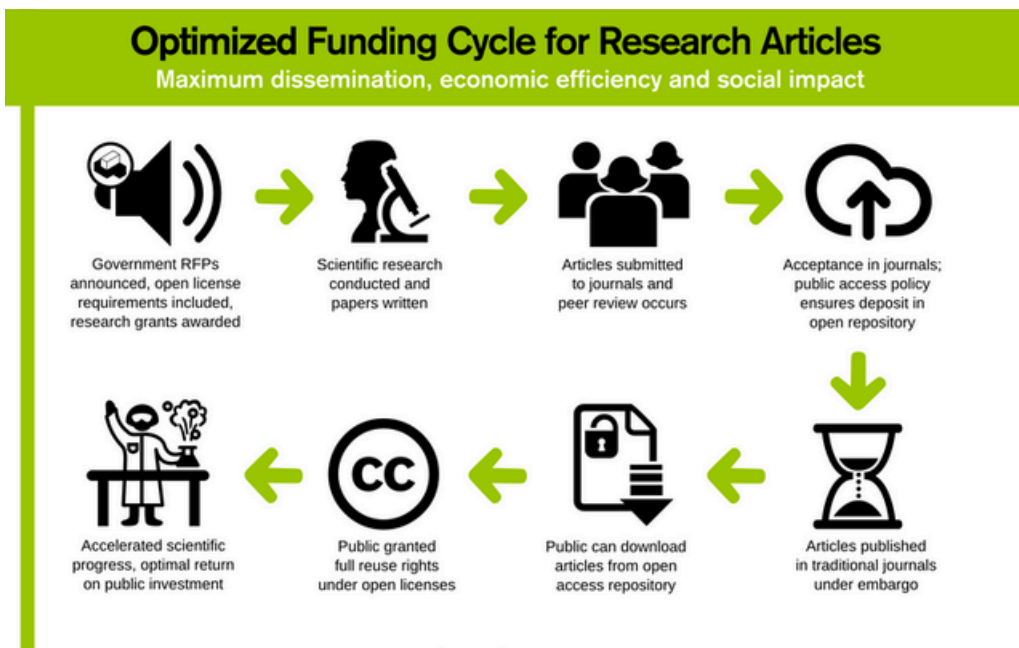 Optimized Funding Cycle for Research Articles
Maximum dissemination, economic efficiency and social impact
Government RFPs
announced, open license
requirements included,
research grants awarded
Scientific research
conducted and
papers written
Articles submitted
to journals and
peer review occurs
Acceptance in journals;
public access policy
ensures deposit in
open repository
Accelerated scientific
progress, optimal return
on public investment
cc
Public granted
full reuse rights
under open licenses
Public can download
articles from open
access repository
Articles published
in traditional journals
under embargo